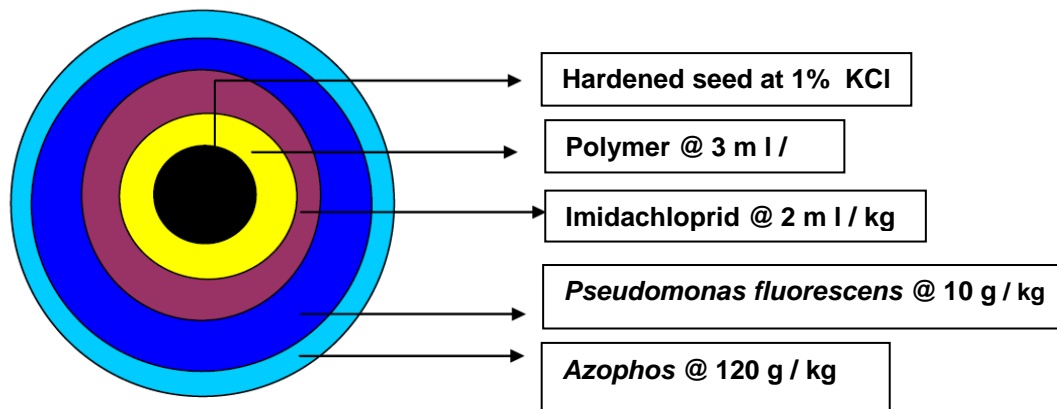 Hardened seed at 1% KCl
Polymer @ 3 m l /
Imidachloprid @ 2 m l / kg
Pseudomonas fluorescens @ 10 g / kg
Azophos @ 120 g / kg